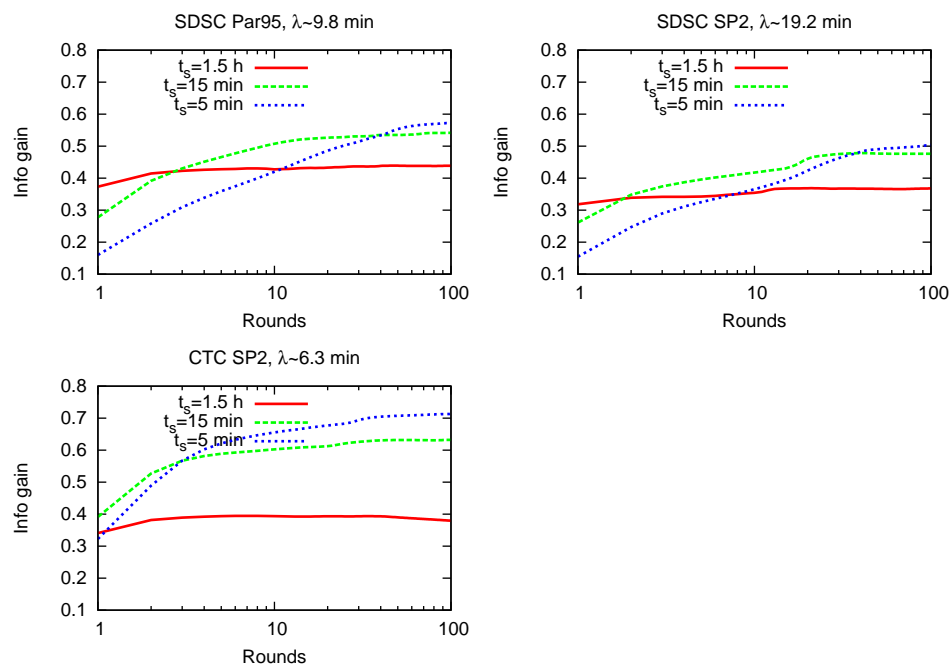 SDSC Par95, λ~9.8 min
Info gain
0.8
0.7
0.6
0.5
0.4
0.3
0.2
0.1
t_s=1.5 h
t_s=15 min
t_s=5 min
1 10 100
Rounds
SDSC SP2, λ~19.2 min
Info gain
0.8
0.7
0.6
0.5
0.4
0.3
0.2
0.1
t_s=1.5 h
t_s=15 min
t_s=5 min
1 10 100
Rounds
CTC SP2, λ~6.3 min
Info gain
0.8
0.7
0.6
0.5
0.4
0.3
0.2
0.1
t_s=1.5 h
t_s=15 min
t_s=5 min
1 10 100
Rounds